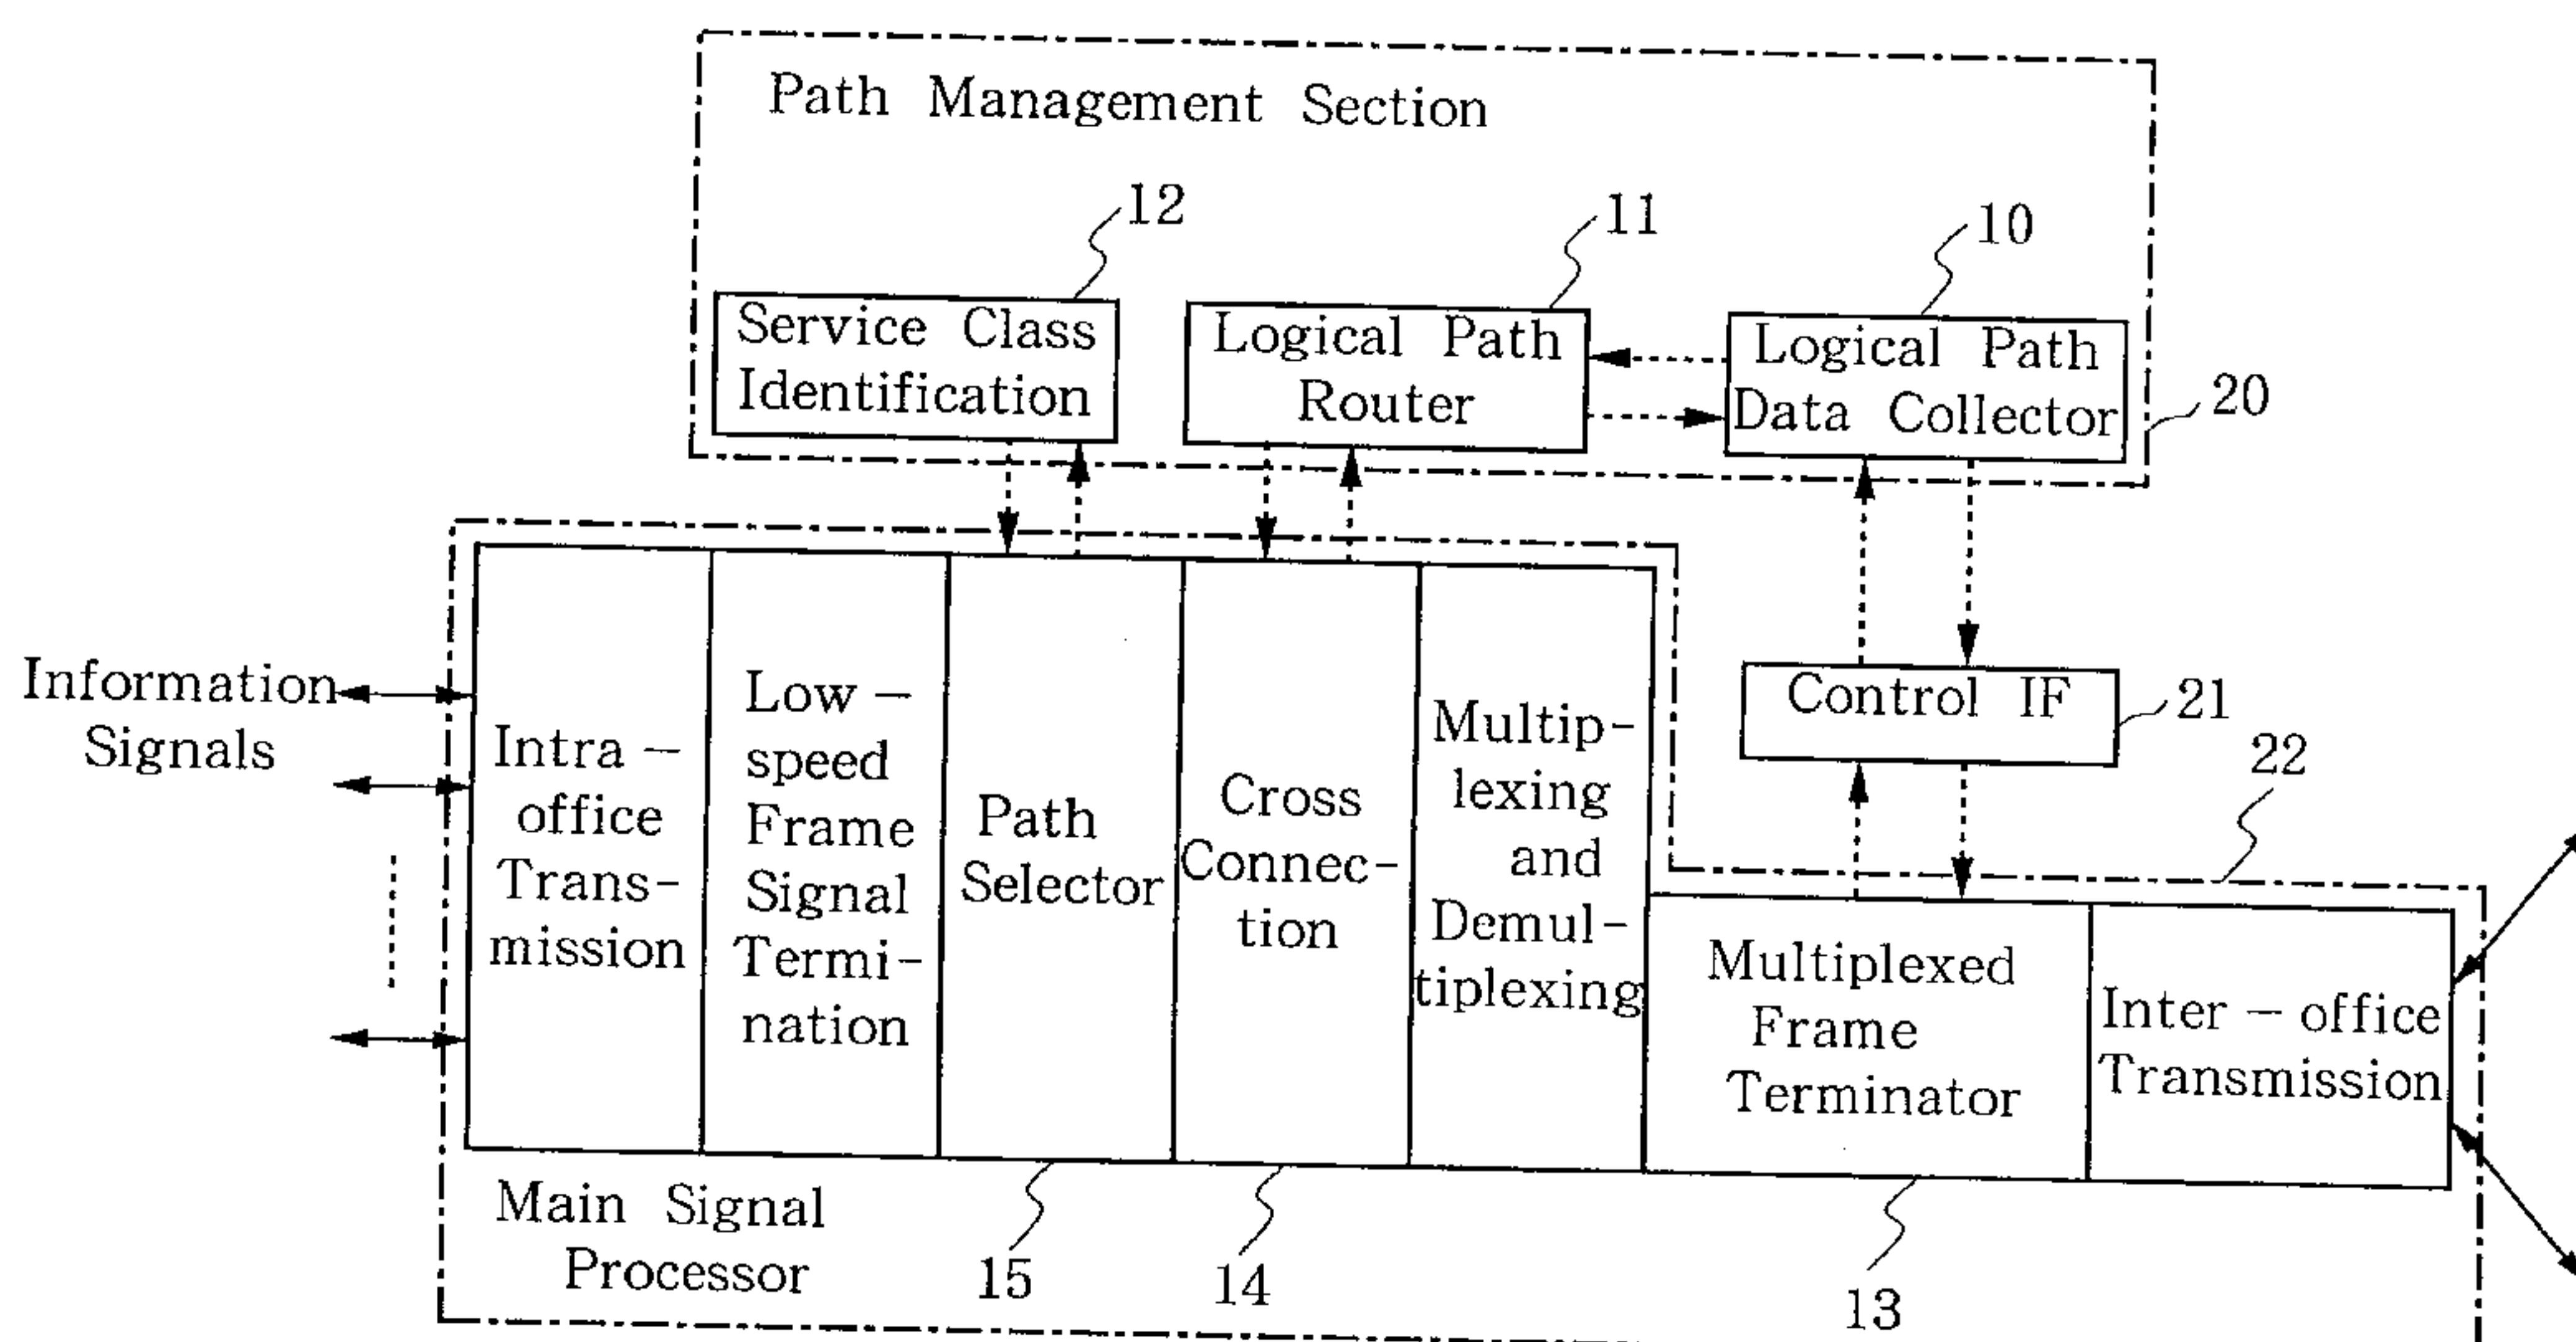 Path Management Section
12
11
10
Service Class
Identification
Logical Path
Router
Logical Path
Data Collector
20
Control IF
21
22
Information
Signals
Intra-
office
Trans-
mission
Low-
speed
Frame
Signal
Termi-
nation
Path
Selector
Cross
Connec-
tion
Multip-
lexing
and
Demul-
tiplexing
Multiplexed
Frame
Terminator
Inter-office
Transmission
Main Signal
Processor
15
14
13